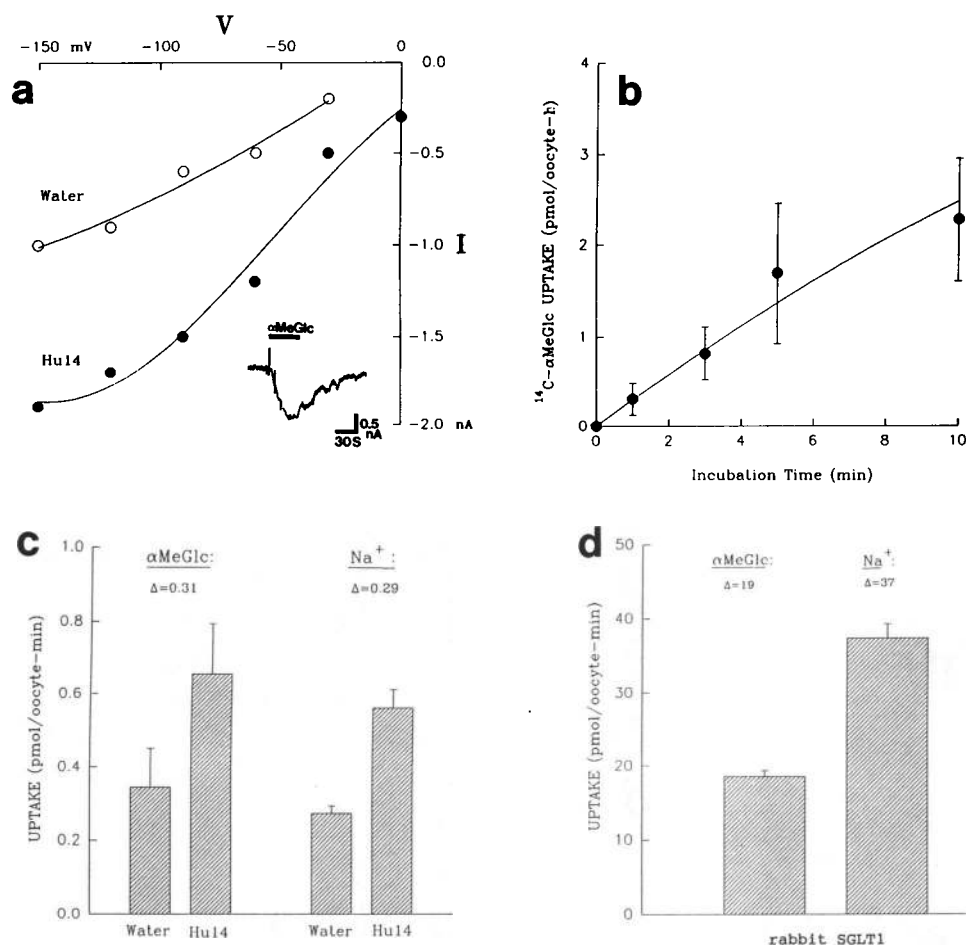 a
V
-150 mV -100 -50 0
0.0
-0.5
-1.0
-1.5
-2.0 nA
I
Water
Hu14
αMeGlc
0.5
nA
30S
b
¹⁴C-αMeGlc UPTAKE (pmol/oocyte-h)
4
3
2
1
0
0 2 4 6 8 10
Incubation Time (min)
c
UPTAKE (pmol/oocyte-min)
1.0
0.8
0.6
0.4
0.2
0.0
αMeGlc: Na⁺:
Δ=0.31 Δ=0.29
Water Hu14 Water Hu14
d
UPTAKE (pmol/oocyte-min)
50
40
30
20
10
0
αMeGlc: Na⁺:
Δ=19 Δ=37
rabbit SGLT1